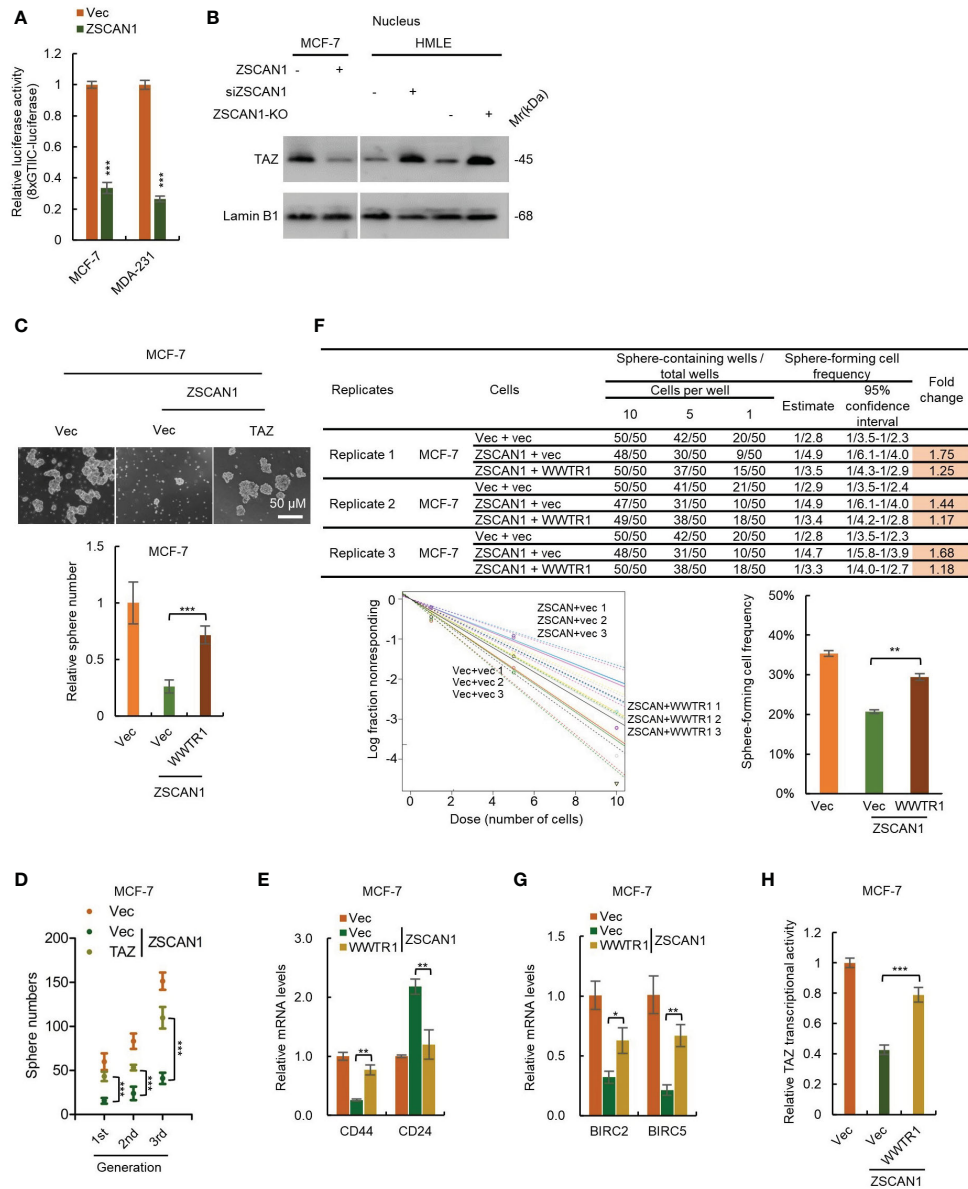 A
Vec
ZSCAN1
Relative luciferase activity
(8xGTIIC-luciferase)
1.2
1
0.8
0.6
0.4
0.2
0
***
***
MCF-7
MDA-231
B
Nucleus
MCF-7
HMLE
ZSCAN1
- +
siZSCAN1
- +
ZSCAN1-KO
- +
Mr(kDa)
TAZ
-45
Lamin B1
-68
C
MCF-7
ZSCAN1
Vec Vec TAZ
50 µM
MCF-7
Relative sphere number
1.5
1
0.5
0
***
Vec
Vec
WWTR1
ZSCAN1
F
Replicates Cells Sphere-containing wells / total wells Sphere-forming cell frequency Fold change
Cells per well Estimate 95% confidence interval
10 5 1
Vec + vec 50/50 42/50 20/50 1/2.8 1/3.5-1/2.3
Replicate 1 MCF-7 ZSCAN1 + vec 48/50 30/50 9/50 1/4.9 1/6.1-1/4.0 1.75
ZSCAN1 + WWTR1 50/50 37/50 15/50 1/3.5 1/4.3-1/2.9 1.25
Vec + vec 50/50 41/50 21/50 1/2.9 1/3.5-1/2.4
Replicate 2 MCF-7 ZSCAN1 + vec 47/50 31/50 10/50 1/4.9 1/6.1-1/4.0 1.44
ZSCAN1 + WWTR1 49/50 38/50 18/50 1/3.4 1/4.2-1/2.8 1.17
Vec + vec 50/50 42/50 20/50 1/2.8 1/3.5-1/2.3
Replicate 3 MCF-7 ZSCAN1 + vec 48/50 31/50 10/50 1/4.7 1/5.8-1/3.9 1.68
ZSCAN1 + WWTR1 50/50 38/50 18/50 1/3.3 1/4.0-1/2.7 1.18
Log fraction nonresponding
0
-1
-2
-3
-4
ZSCAN+vec 1
ZSCAN+vec 2
ZSCAN+vec 3
Vec+vec 1
Vec+vec 2
Vec+vec 3
ZSCAN+WWTR1 1
ZSCAN+WWTR1 2
ZSCAN+WWTR1 3
0 2 4 6 8 10
Dose (number of cells)
Sphere-forming cell frequency
50%
40%
30%
20%
10%
0%
**
Vec Vec WWTR1
ZSCAN1
D
MCF-7
Vec
Vec
TAZ
ZSCAN1
Sphere numbers
200
150
100
50
0
***
***
***
1st
2nd
3rd
Generation
E
MCF-7
Vec
Vec
WWTR1
ZSCAN1
Relative mRNA levels
3.0
2.0
1.0
0.0
**
**
CD44 CD24
G
MCF-7
Vec
Vec
WWTR1
ZSCAN1
Relative mRNA levels
1.5
1.0
0.5
0.0
*
**
BIRC2 BIRC5
H
MCF-7
Relative TAZ transcriptional activity
1.2
1
0.8
0.6
0.4
0.2
0
***
Vec
Vec
WWTR1
ZSCAN1